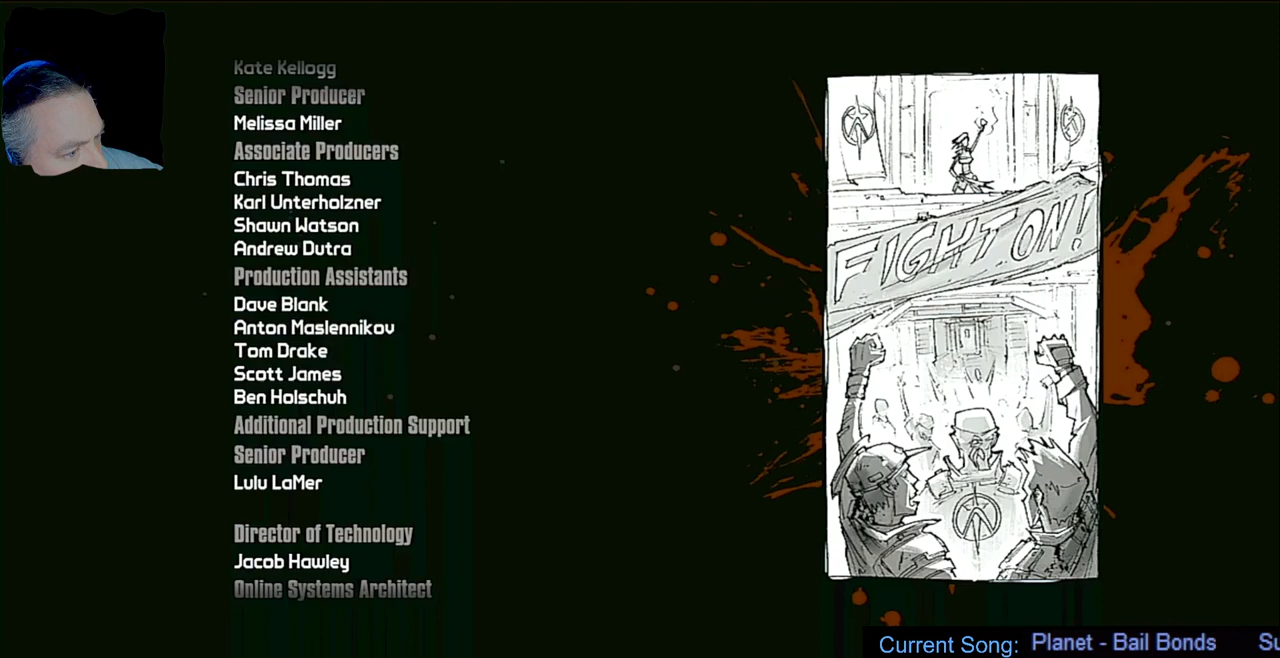 Kate Kellogg
Senior Producer
Melissa Miller
Associate Producers
Chris Thomas
Karl Unterholzner
Shawn Watson
Andrew Dutra
Production Assistants
Dave Blank
Anton Maslennikov
Tom Drake
Scott James
Ben Holschuh
Additional Production Support
Senior Producer
Lulu LaMer
Director of Technology
Jacob Hawley
Online Systems Architect
FIGHT ON!
Current Song: Planet - Bail Bonds